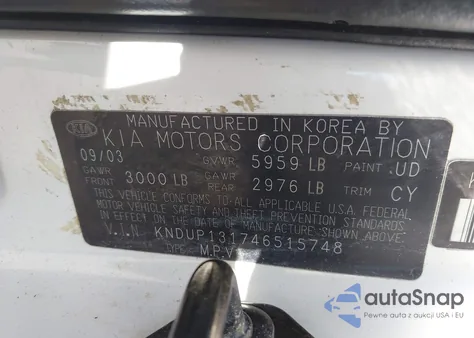 MANUFACTURED IN KOREA BY
KIA
KIA MOTORS CORPORATION
09/03 GVWR 5959 LB PAINT: UD
GAWR FRONT 3000 LB GAWR REAR 2976 LB TRIM CY
THIS VEHICLE CONFORMS TO ALL APPLICABLE U.S.A. FEDERAL
MOTOR VEHICLE SAFETY AND THEFT PREVENTION STANDARDS
IN EFFECT ON THE DATE OF MANUFACTURE SHOWN ABOVE.
V.I.N. KNDUP131746515748
TYPE: MPV
autoSnap
Pewne auta z USA i EU